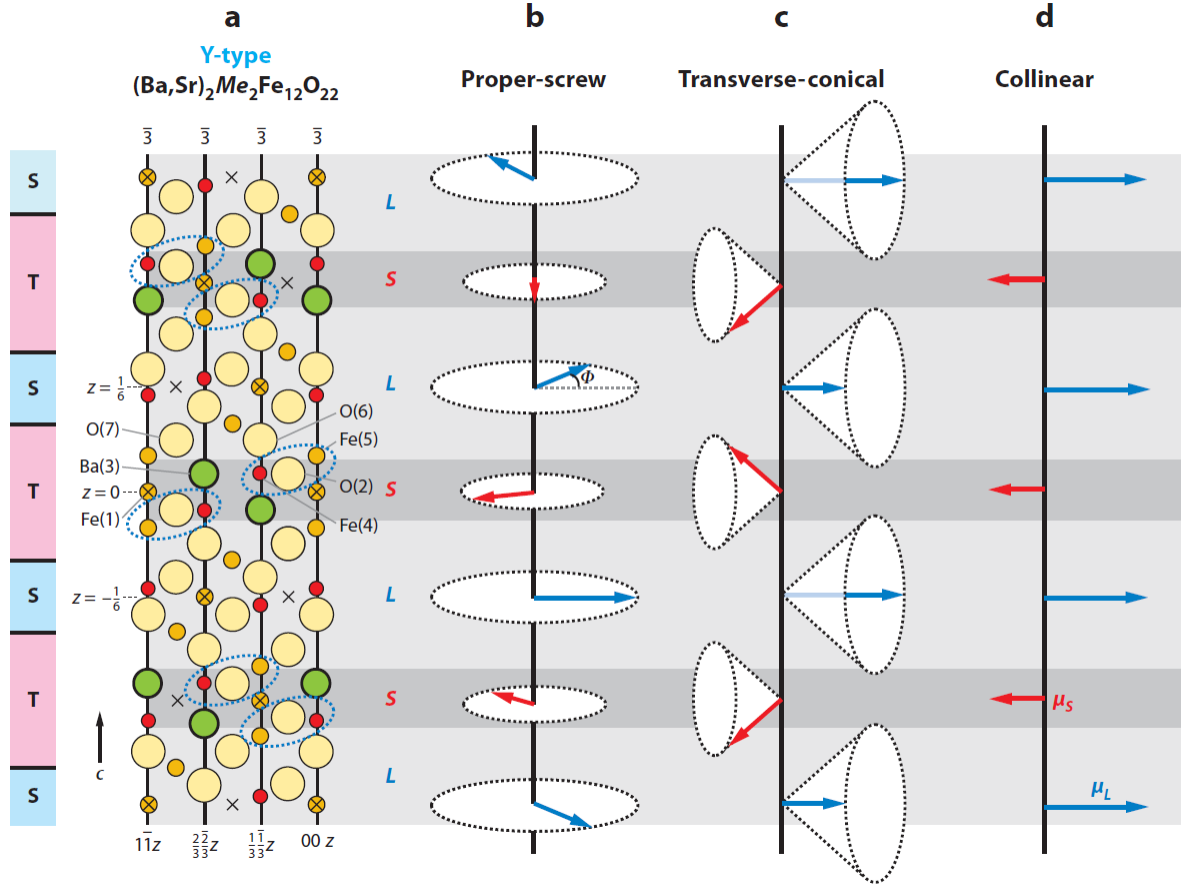 a b c d
Y-type
(Ba,Sr)₂Me₂Fe₁₂O₂₂
Proper-screw
Transverse-conical
Collinear
3̅ 3̅ 3̅ 3̅
S
L
T
S
S
z = 1/6
L
Φ
O(7)
O(6)
Fe(5)
T
Ba(3)
O(2)
z = 0
S
Fe(1)
Fe(4)
S
z = −1/6
L
T
S
μS
c
L
μL
S
11̅z 2/3 2̅/3 z 1/3 1̅/3 z 00 z